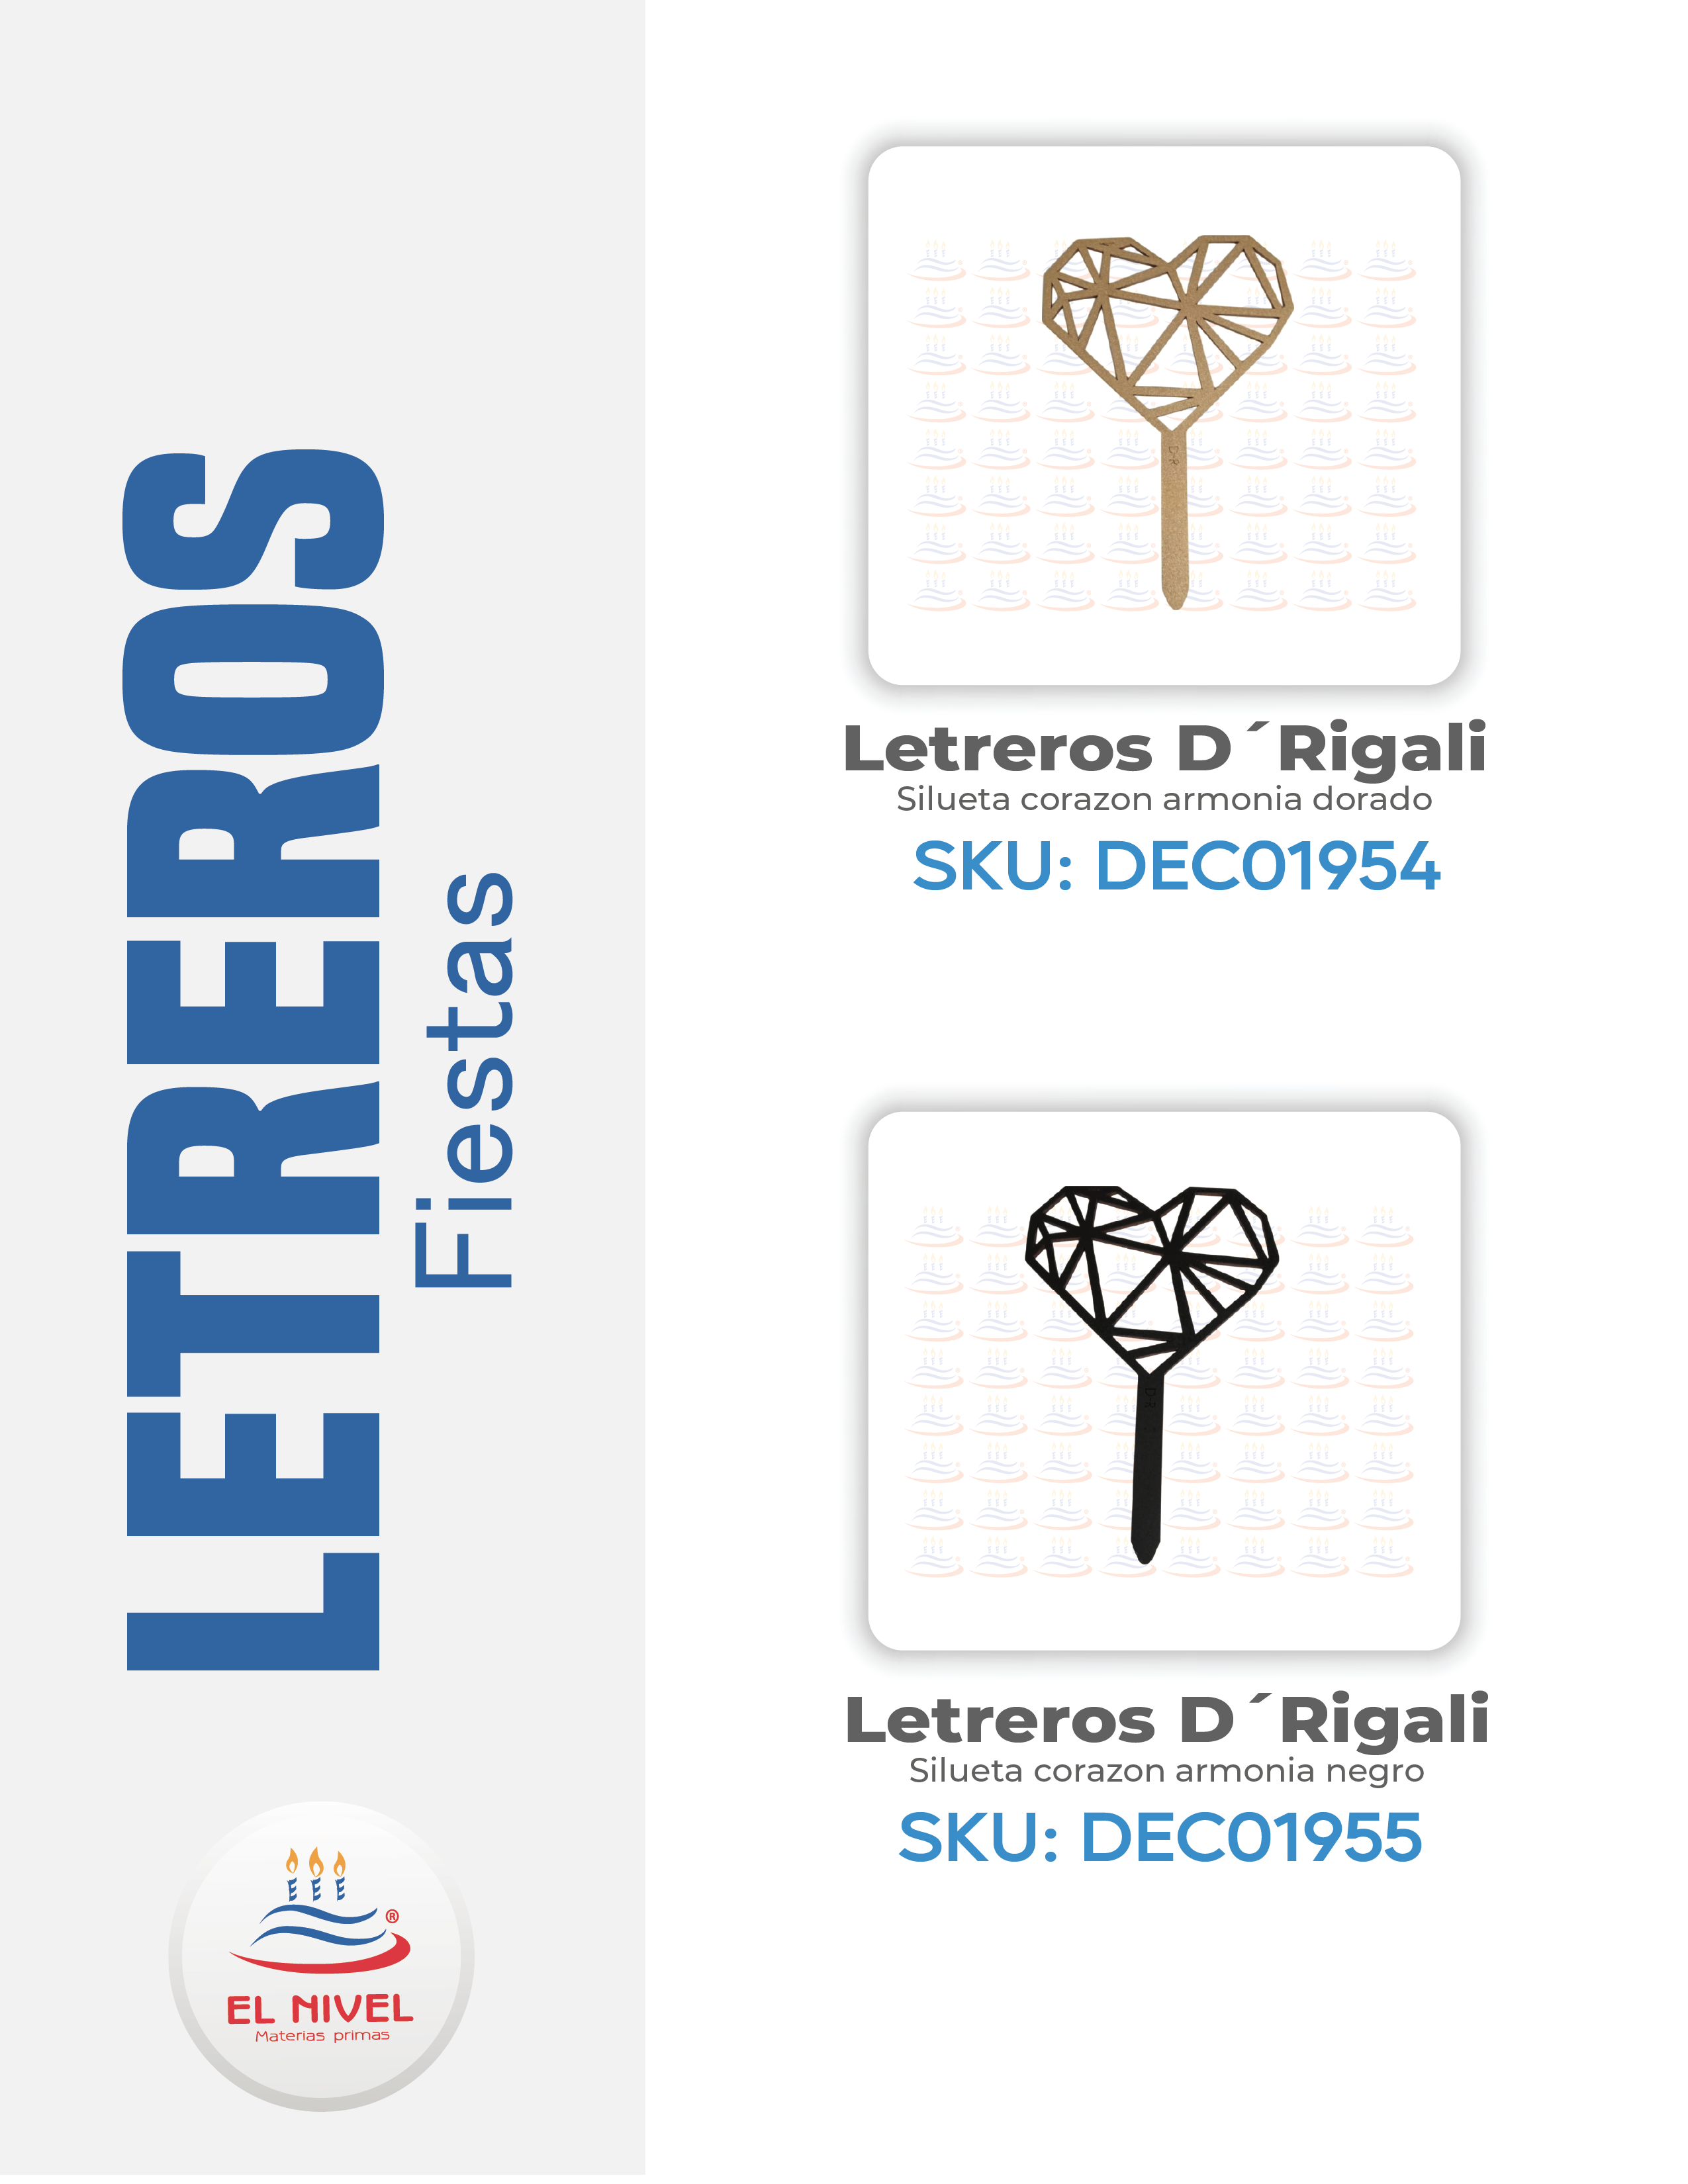 LETREROS
Fiestas
D-R
Letreros D´Rigali
Silueta corazon armonia dorado
SKU: DEC01954
D-R
Letreros D´Rigali
Silueta corazon armonia negro
SKU: DEC01955
®
EL NIVEL
Materias primas